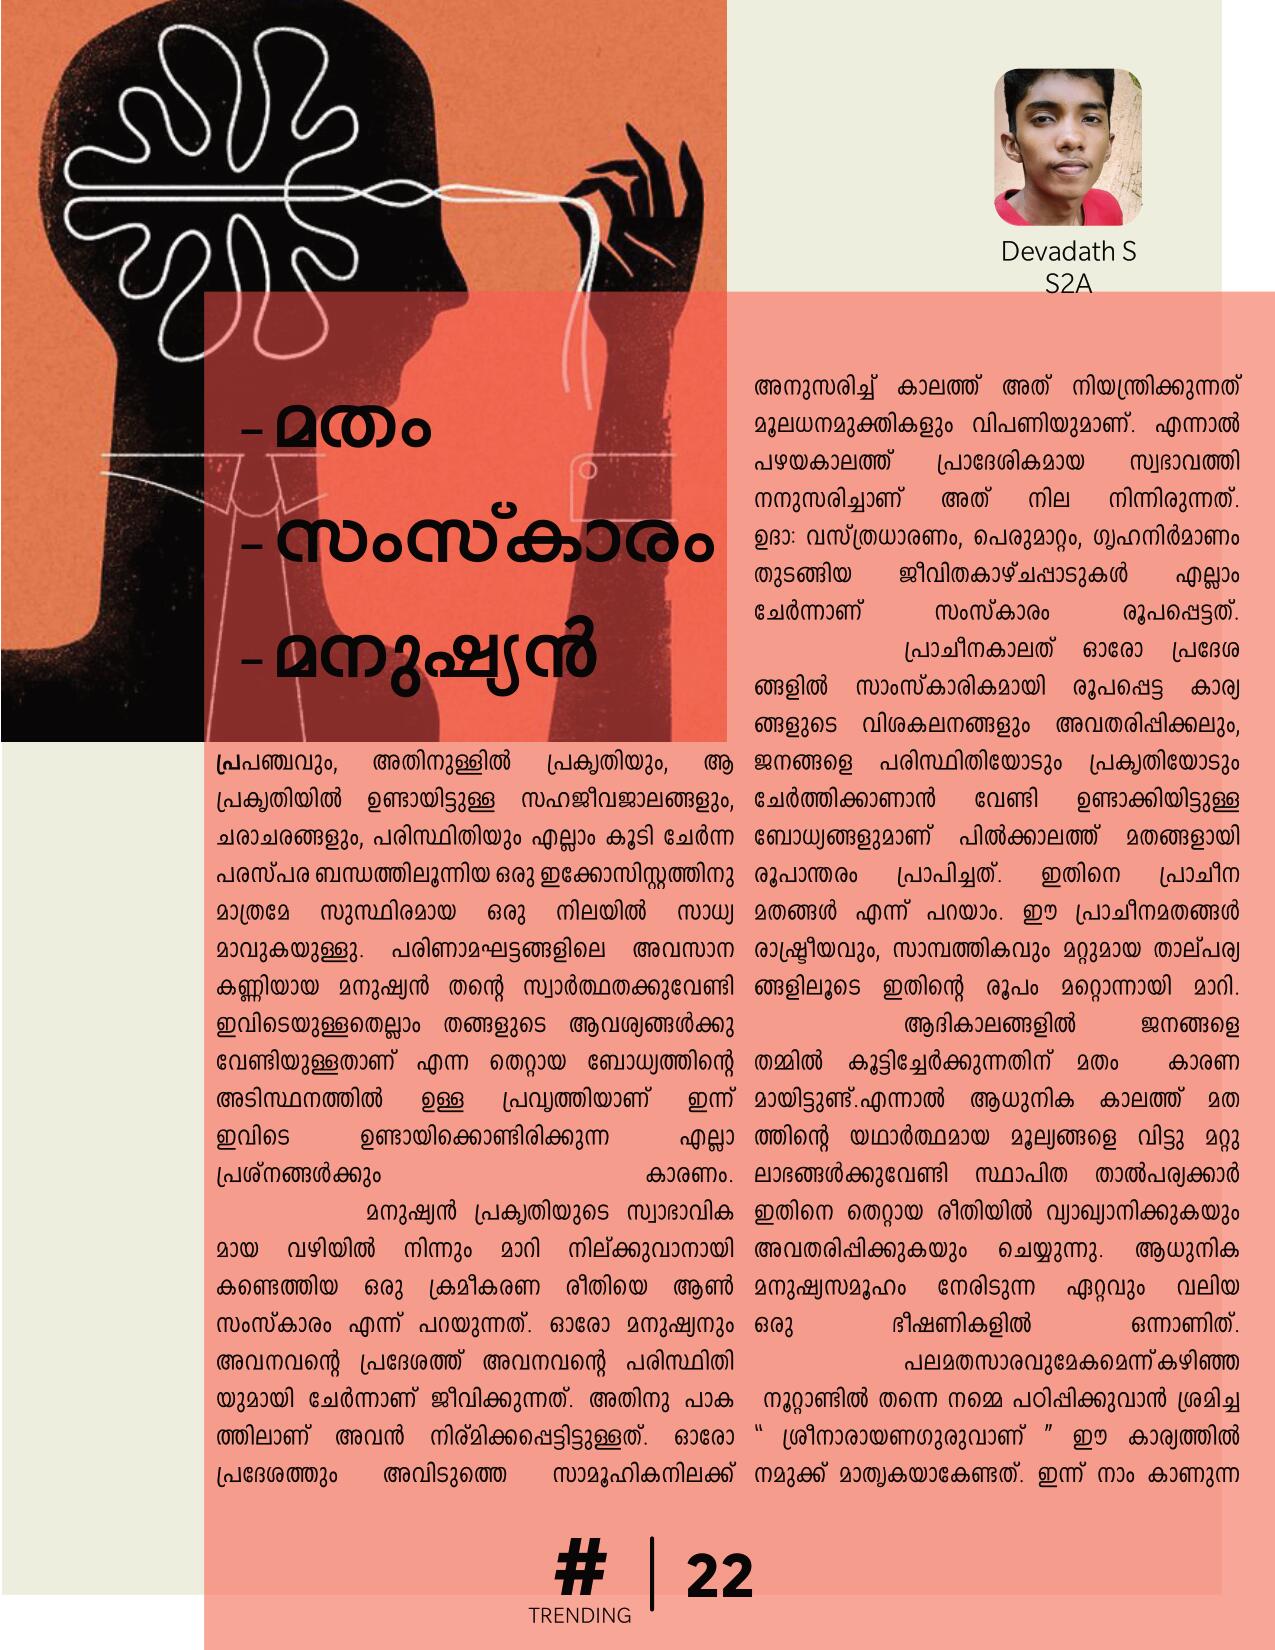 Devadath S
S2A
-മതം
-സംസ്കാരം
-മനുഷ്യൻ
പ്രപഞ്ചവും, അതിനുള്ളിൽ പ്രകൃതിയും, ആ
പ്രകൃതിയിൽ ഉണ്ടായിട്ടുള്ള സഹജീവജാലങ്ങളും,
ചരാചരങ്ങളും, പരിസ്ഥിതിയും എല്ലാം കൂടി ചേർന്ന
പരസ്പര ബന്ധത്തിലൂന്നിയ ഒരു ഇക്കോസിസ്റ്റത്തിനു
മാത്രമേ സുസ്ഥിരമായ ഒരു നിലയിൽ സാധ്യ
മാവുകയുള്ളു. പരിണാമഘട്ടങ്ങളിലെ അവസാന
കണ്ണിയായ മനുഷ്യൻ തന്റെ സ്വാർത്ഥതക്കുവേണ്ടി
ഇവിടെയുള്ളതെല്ലാം തങ്ങളുടെ ആവശ്യങ്ങൾക്കു
വേണ്ടിയുള്ളതാണ് എന്ന തെറ്റായ ബോധ്യത്തിന്റെ
അടിസ്ഥനത്തിൽ ഉള്ള പ്രവൃത്തിയാണ് ഇന്ന്
ഇവിടെ ഉണ്ടായിക്കൊണ്ടിരിക്കുന്ന എല്ലാ
പ്രശ്നങ്ങൾക്കും കാരണം.
മനുഷ്യൻ പ്രകൃതിയുടെ സ്വാഭാവിക
മായ വഴിയിൽ നിന്നും മാറി നില്ക്കുവാനായി
കണ്ടെത്തിയ ഒരു ക്രമീകരണ രീതിയെ ആൺ
സംസ്കാരം എന്ന് പറയുന്നത്. ഓരോ മനുഷ്യനും
അവനവന്റെ പ്രദേശത്ത് അവനവന്റെ പരിസ്ഥിതി
യുമായി ചേർന്നാണ് ജീവിക്കുന്നത്. അതിനു പാക
ത്തിലാണ് അവൻ നിര്മിക്കപ്പെട്ടിട്ടുള്ളത്. ഓരോ
പ്രദേശത്തും അവിടുത്തെ സാമൂഹികനിലക്ക്
അനുസരിച്ച് കാലത്ത് അത് നിയന്ത്രിക്കുന്നത്
മൂലധനമുക്തികളും വിപണിയുമാണ്. എന്നാൽ
പഴയകാലത്ത് പ്രാദേശികമായ സ്വഭാവത്തി
നനുസരിച്ചാണ് അത് നില നിന്നിരുന്നത്.
ഉദാ: വസ്ത്രധാരണം, പെരുമാറ്റം, ഗൃഹനിർമാണം
തുടങ്ങിയ ജീവിതകാഴ്ചപ്പാടുകൾ എല്ലാം
ചേർന്നാണ് സംസ്കാരം രൂപപ്പെട്ടത്.
പ്രാചീനകാലത് ഓരോ പ്രദേശ
ങ്ങളിൽ സാംസ്കാരികമായി രൂപപ്പെട്ട കാര്യ
ങ്ങളുടെ വിശകലനങ്ങളും അവതരിപ്പിക്കലും,
ജനങ്ങളെ പരിസ്ഥിതിയോടും പ്രകൃതിയോടും
ചേർത്തിക്കാണാൻ വേണ്ടി ഉണ്ടാക്കിയിട്ടുള്ള
ബോധ്യങ്ങളുമാണ് പിൽക്കാലത്ത് മതങ്ങളായി
രൂപാന്തരം പ്രാപിച്ചത്. ഇതിനെ പ്രാചീന
മതങ്ങൾ എന്ന് പറയാം. ഈ പ്രാചീനമതങ്ങൾ
രാഷ്ട്രീയവും, സാമ്പത്തികവും മറ്റുമായ താല്പര്യ
ങ്ങളിലൂടെ ഇതിന്റെ രൂപം മറ്റൊന്നായി മാറി.
ആദികാലങ്ങളിൽ ജനങ്ങളെ
തമ്മിൽ കൂട്ടിച്ചേർക്കുന്നതിന് മതം കാരണ
മായിട്ടുണ്ട്.എന്നാൽ ആധുനിക കാലത്ത് മത
ത്തിന്റെ യഥാർത്ഥമായ മൂല്യങ്ങളെ വിട്ടു മറ്റു
ലാഭങ്ങൾക്കുവേണ്ടി സ്ഥാപിത താൽപര്യക്കാർ
ഇതിനെ തെറ്റായ രീതിയിൽ വ്യാഖ്യാനിക്കുകയും
അവതരിപ്പിക്കുകയും ചെയ്യുന്നു. ആധുനിക
മനുഷ്യസമൂഹം നേരിടുന്ന ഏറ്റവും വലിയ
ഒരു ഭീഷണികളിൽ ഒന്നാണിത്.
പലമതസാരവുമേകമെന്ന് കഴിഞ്ഞ
നൂറ്റാണ്ടിൽ തന്നെ നമ്മെ പഠിപ്പിക്കുവാൻ ശ്രമിച്ച
“ ശ്രീനാരായണഗുരുവാണ് ” ഈ കാര്യത്തിൽ
നമുക്ക് മാതൃകയാകേണ്ടത്. ഇന്ന് നാം കാണുന്ന
# | 22
TRENDING